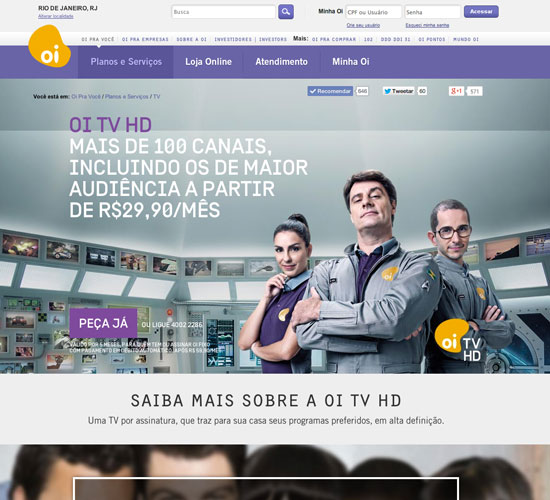 RIO DE JANEIRO, RJ
Alterar localidade
Busca
Minha Oi
CPF ou Usuário
Senha
Acessar
Crie seu usuário
Esqueci minha senha
oi
OI PRA VOCÊ
OI PRA EMPRESAS
SOBRE A OI
INVESTIDORES | INVESTORS
Mais:
OI PRA COMPRAR
102
DDD DDI 31
OI PONTOS
MUNDO OI
Planos e Serviços
Loja Online
Atendimento
Minha Oi
Você está em: Oi Pra Você / Planos e Serviços / TV
Recomendar 646
Tweetar 60
+1 571
OI TV HD
MAIS DE 100 CANAIS,
INCLUINDO OS DE MAIOR
AUDIÊNCIA A PARTIR
DE R$29,90/MÊS
PEÇA JÁ
OU LIGUE 4002 2286
VÁLIDO POR 6 MESES, PARA QUEM TEM OU ASSINAR OI FIXO
COM PAGAMENTO EM DÉBITO AUTOMÁTICO. APÓS R$ 59,90/MÊS.
oi TV
HD
SAIBA MAIS SOBRE A OI TV HD
Uma TV por assinatura, que traz para sua casa seus programas preferidos, em alta definição.